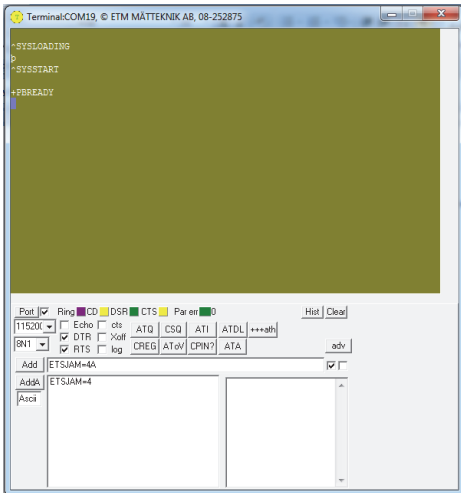 Terminal:COM19, © ETM MÄTTEKNIK AB, 08-252875
^SYSLOADING
þ
^SYSSTART
+PBREADY
Port Ring CD DSR CTS Par err 0 Hist Clear
115200 Echo cts ATQ CSQ ATI ATDL +++ath
DTR Xoff
8N1 RTS log CREG AToV CPIN? ATA adv
Add ETSJAM=4A
AddA ETSJAM=4
Ascii